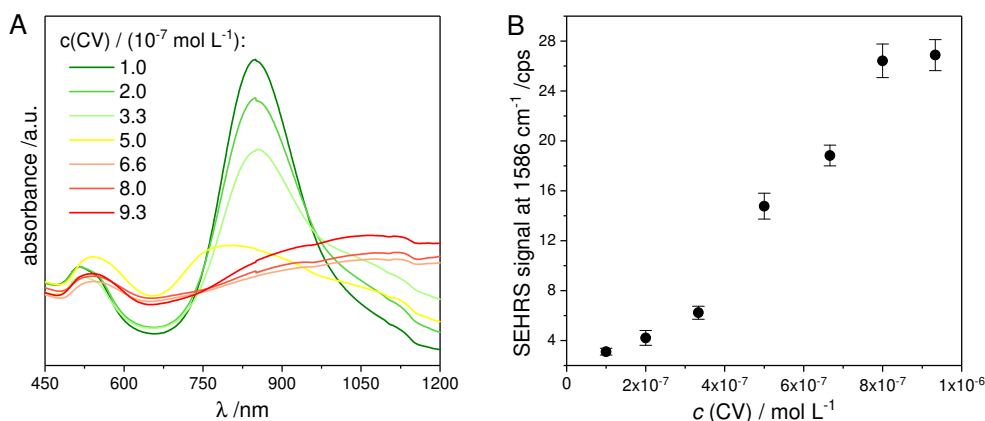 A
c(CV) / (10⁻⁷ mol L⁻¹):
1.0
2.0
3.3
5.0
6.6
8.0
9.3
absorbance /a.u.
450 600 750 900 1050 1200
λ /nm
B
SEHRS signal at 1586 cm⁻¹ /cps
28
24
20
16
12
8
4
0 2x10⁻⁷ 4x10⁻⁷ 6x10⁻⁷ 8x10⁻⁷ 1x10⁻⁶
c (CV) / mol L⁻¹